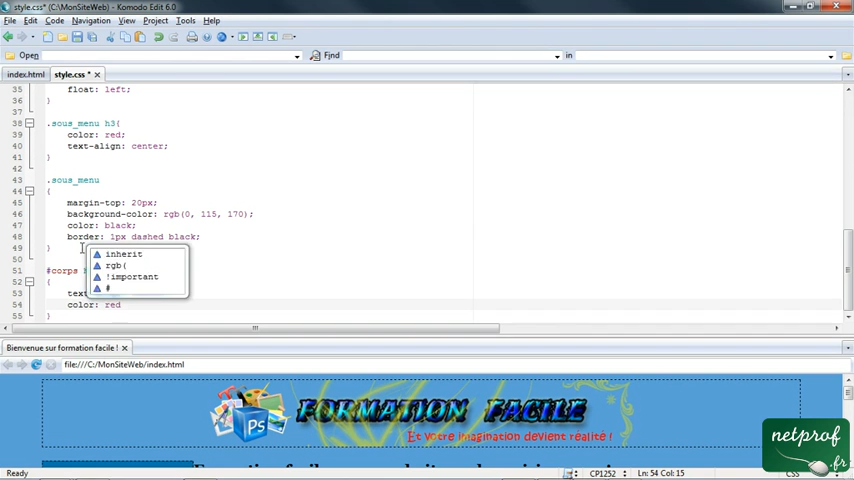 style.css* (C:\MonSiteWeb) - Komodo Edit 6.0
File Edit Code Navigation View Project Tools Help
Open Find in
index.html style.css *
35 float: left;
36 }
37
38 .sous_menu h3{
39 color: red;
40 text-align: center;
41 }
42
43 .sous_menu
44 {
45 margin-top: 20px;
46 background-color: rgb(0, 115, 170);
47 color: black;
48 border: 1px dashed black;
49 }
inherit
rgb(
!important
#
51 #corps
52 {
53
54 color: red
55 }
Bienvenue sur formation facile !
file:///C:/MonSiteWeb/index.html
Ps FORMATION FACILE
Et votre imagination devient réalité !
netprof
.fr
Ready CP1252 Ln: 54 Col: 15 CSS